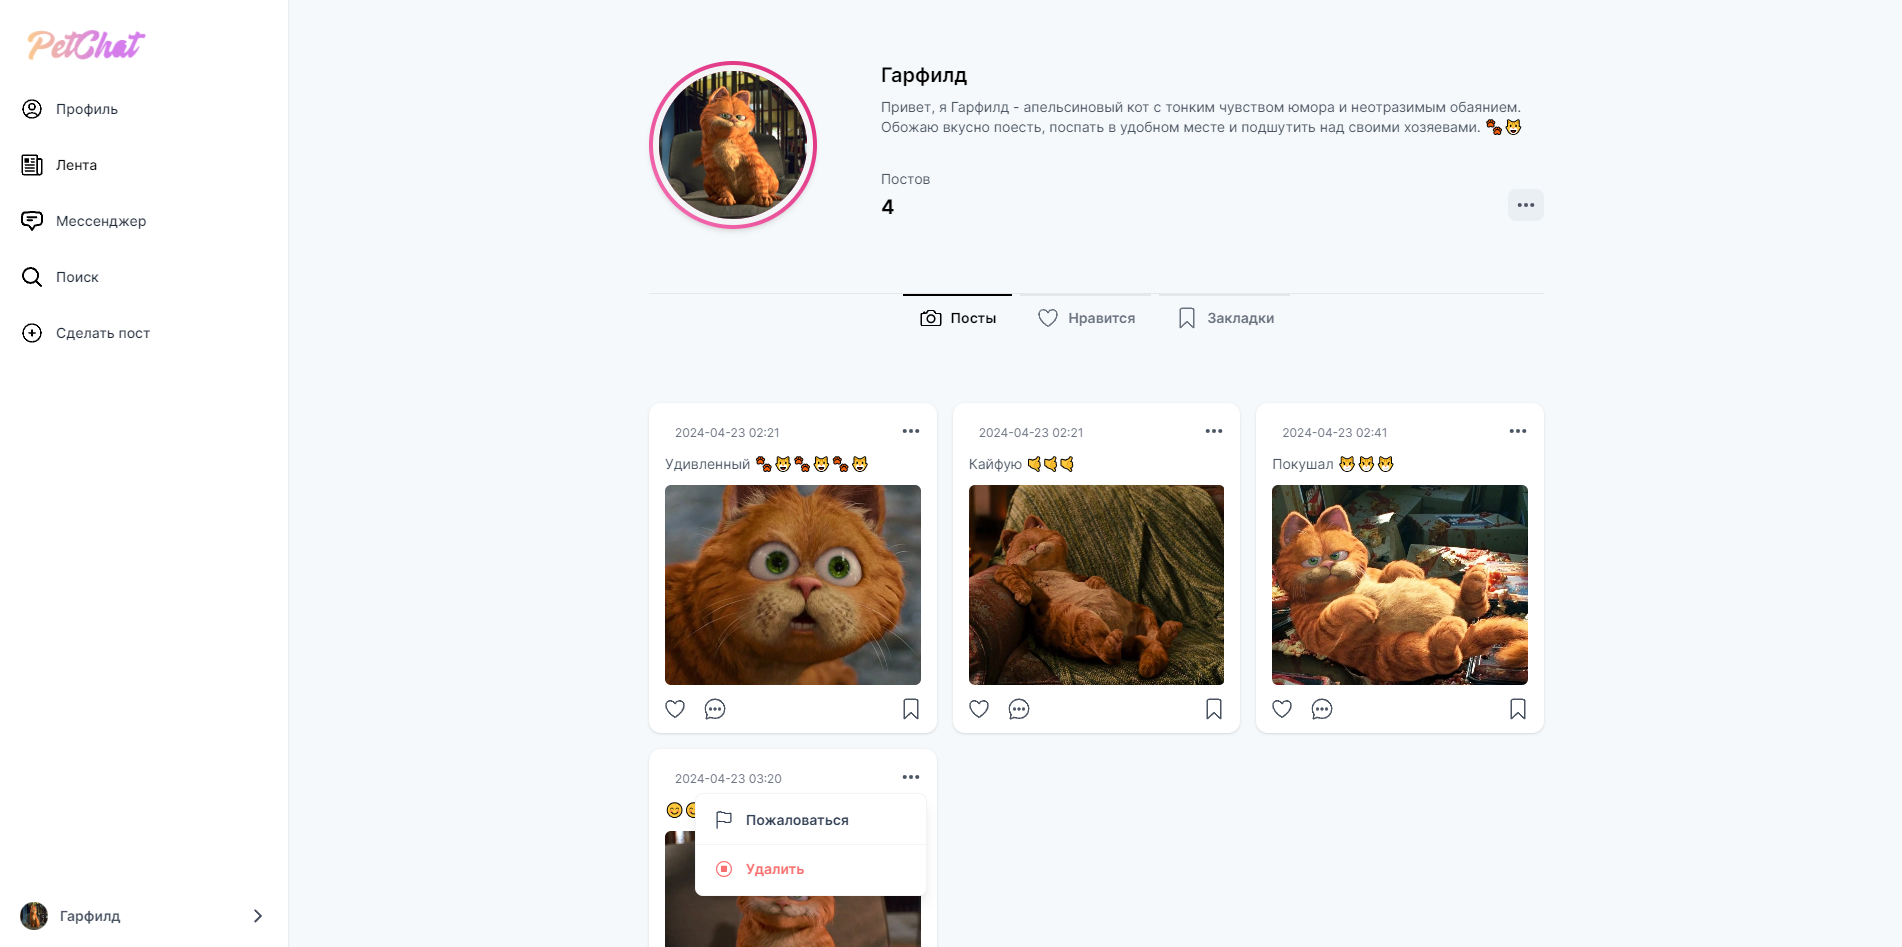 PetChat
Профиль
Лента
Мессенджер
Поиск
Сделать пост
Гарфилд
Привет, я Гарфилд - апельсиновый кот с тонким чувством юмора и неотразимым обаянием.
Обожаю вкусно поесть, поспать в удобном месте и подшутить над своими хозяевами.
Постов
4
Посты
Нравится
Закладки
2024-04-23 02:21
Удивленный
2024-04-23 02:21
Кайфую
2024-04-23 02:41
Покушал
2024-04-23 03:20
Пожаловаться
Удалить
Гарфилд